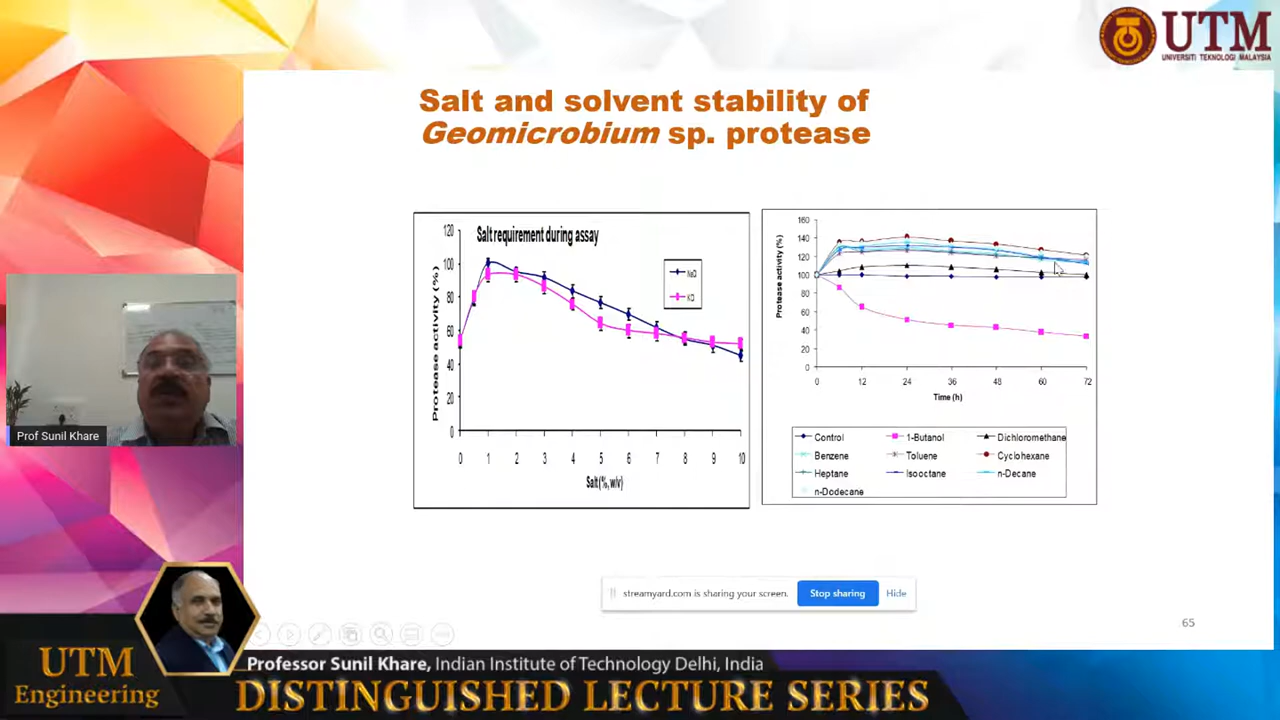 UTM
UNIVERSITI TEKNOLOGI MALAYSIA
Salt and solvent stability of
Geomicrobium sp. protease
Salt requirement during assay
Protease activity (%)
120
100
80
60
40
20
0
0 1 2 3 4 5 6 7 8 9 10
Salt (%, w/v)
KCl
Protease activity (%)
160
140
120
100
80
60
40
20
0
0 12 24 36 48 60 72
Time (h)
Control 1-Butanol Dichloromethane
Benzene Toluene Cyclohexane
Heptane Isooctane n-Decane
n-Dodecane
Prof Sunil Khare
streamyard.com is sharing your screen. Stop sharing Hide
65
UTM
Engineering
Professor Sunil Khare, Indian Institute of Technology Delhi, India
DISTINGUISHED LECTURE SERIES